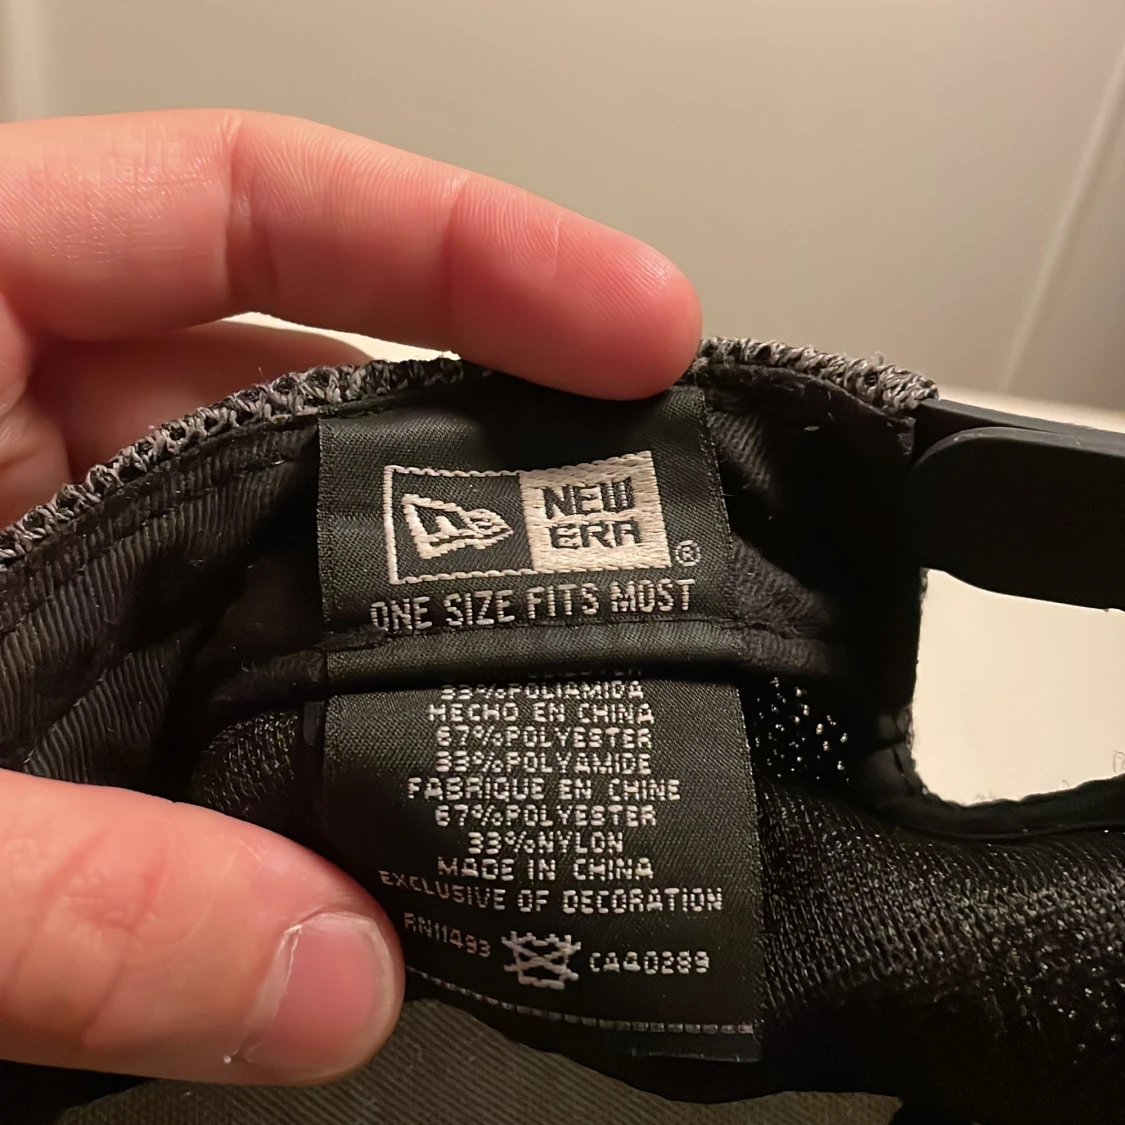 NEW
ERA
®
ONE SIZE FITS MOST
33%POLIAMIDA
HECHO EN CHINA
67%POLYESTER
33%POLYAMIDE
FABRIQUE EN CHINE
67%POLYESTER
33%NYLON
MADE IN CHINA
EXCLUSIVE OF DECORATION
RN11493
CA40289